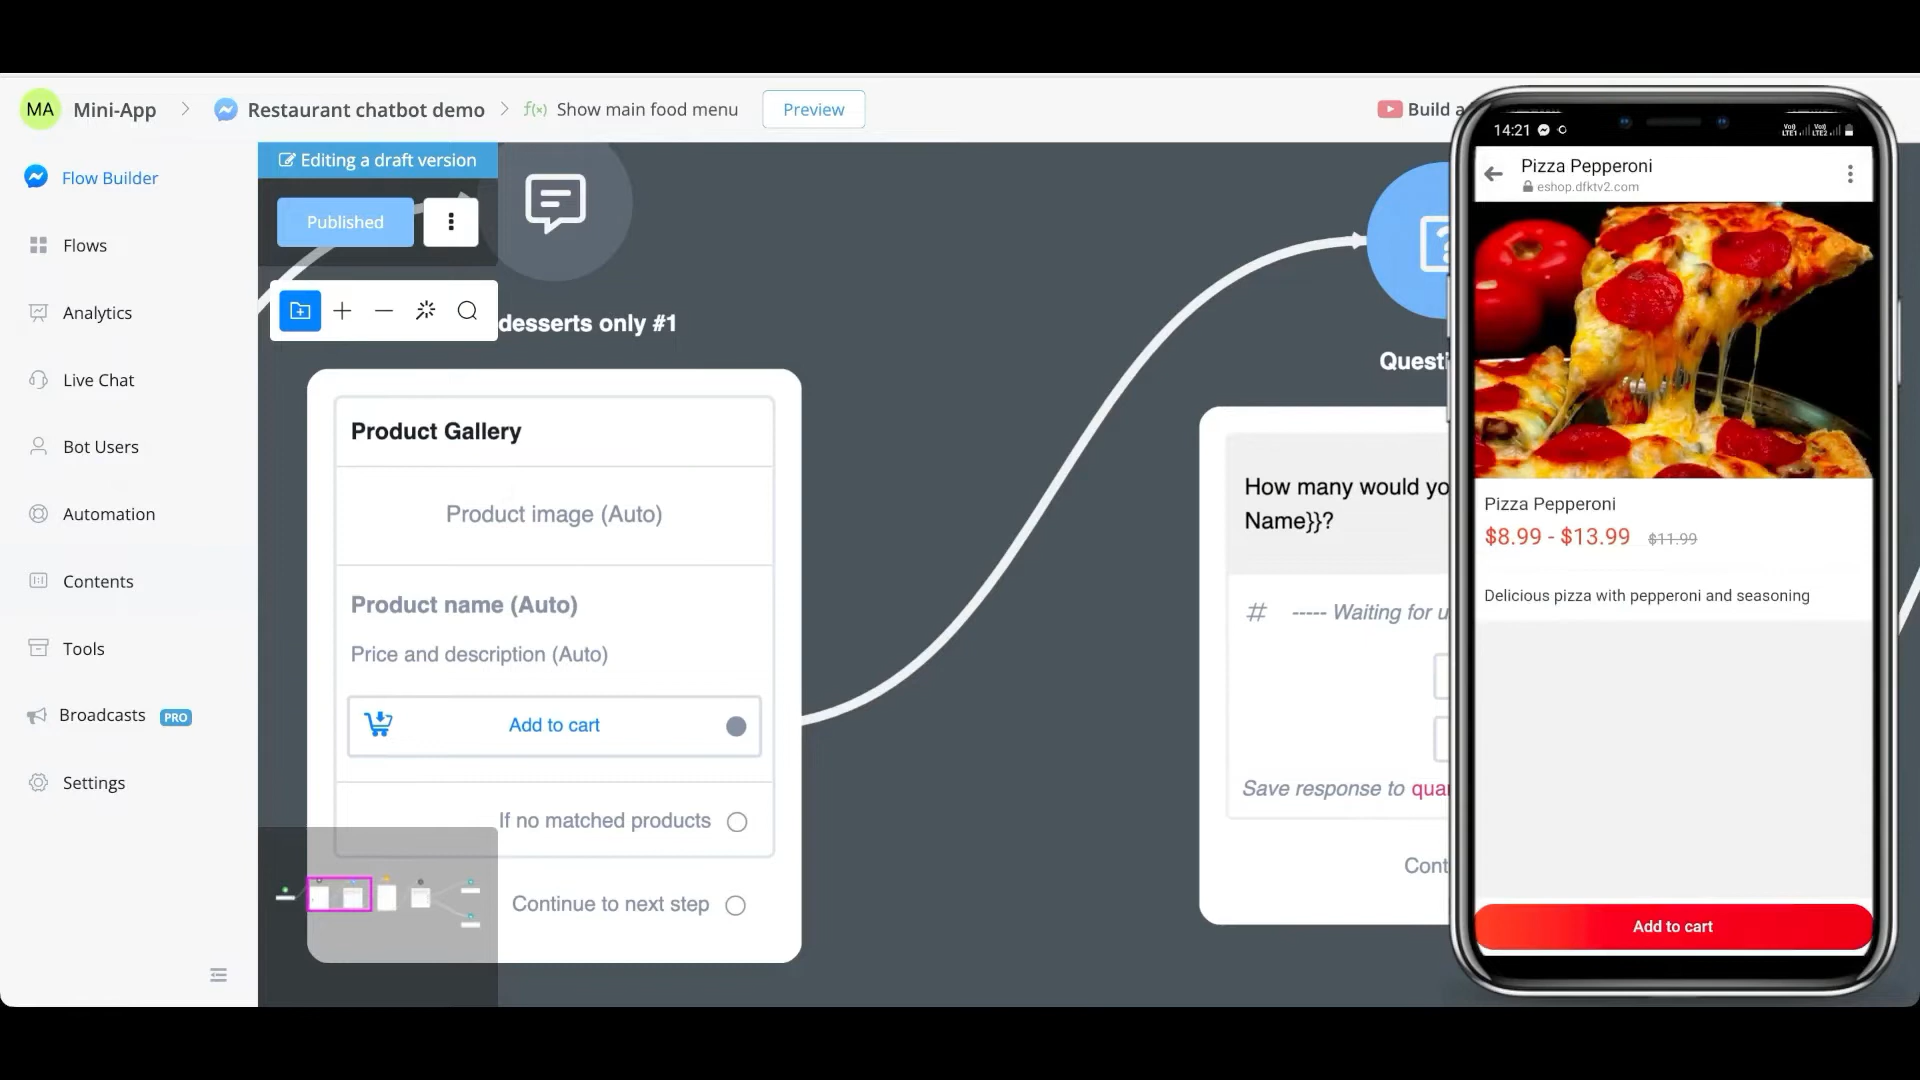 MA Mini-App > Restaurant chatbot demo > f(x) Show main food menu Preview
Build a
Flow Builder
Flows
Analytics
Live Chat
Bot Users
Automation
Contents
Tools
Broadcasts PRO
Settings
Editing a draft version
Published
desserts only #1
Product Gallery
Product image (Auto)
Product name (Auto)
Price and description (Auto)
Add to cart
If no matched products
Continue to next step
Questi
How many would yo
Name}}?
# ----- Waiting for u
Save response to quan
Cont
14:21
Pizza Pepperoni
eshop.dfktv2.com
Pizza Pepperoni
$8.99 - $13.99 $11.99
Delicious pizza with pepperoni and seasoning
Add to cart